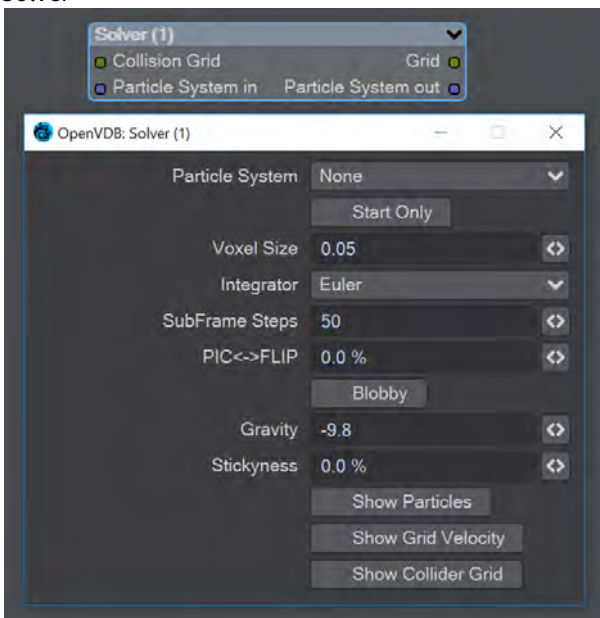 Solver (1)
Collision Grid Grid
Particle System in Particle System out
OpenVDB: Solver (1)
Particle System None
Start Only
Voxel Size 0.05
Integrator Euler
SubFrame Steps 50
PIC<->FLIP 0.0 %
Blobby
Gravity -9.8
Stickyness 0.0 %
Show Particles
Show Grid Velocity
Show Collider Grid